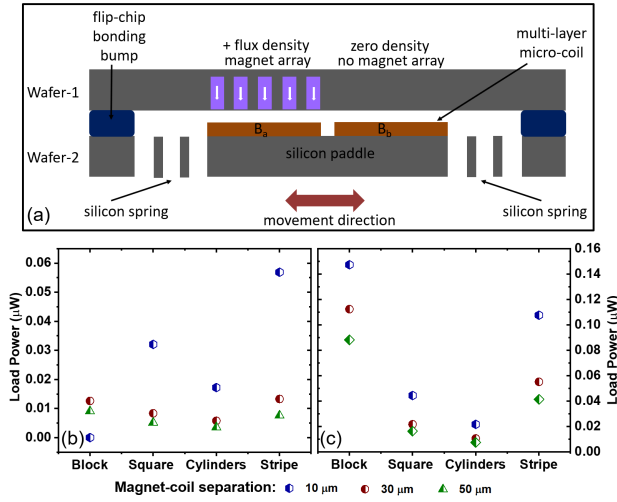 flip-chip
bonding
bump
+ flux density
magnet array
zero density
no magnet array
multi-layer
micro-coil
Wafer-1
Bₐ
B_b
Wafer-2
silicon paddle
silicon spring
silicon spring
movement direction
(a)
0.06
0.05
0.04
0.03
0.02
0.01
0.00
Load Power (µW)
(b)
Block
Square
Cylinders
Stripe
0.16
0.14
0.12
0.10
0.08
0.06
0.04
0.02
0.00
Load Power (µW)
(c)
Block
Square
Cylinders
Stripe
Magnet-coil separation: 10 µm 30 µm 50 µm